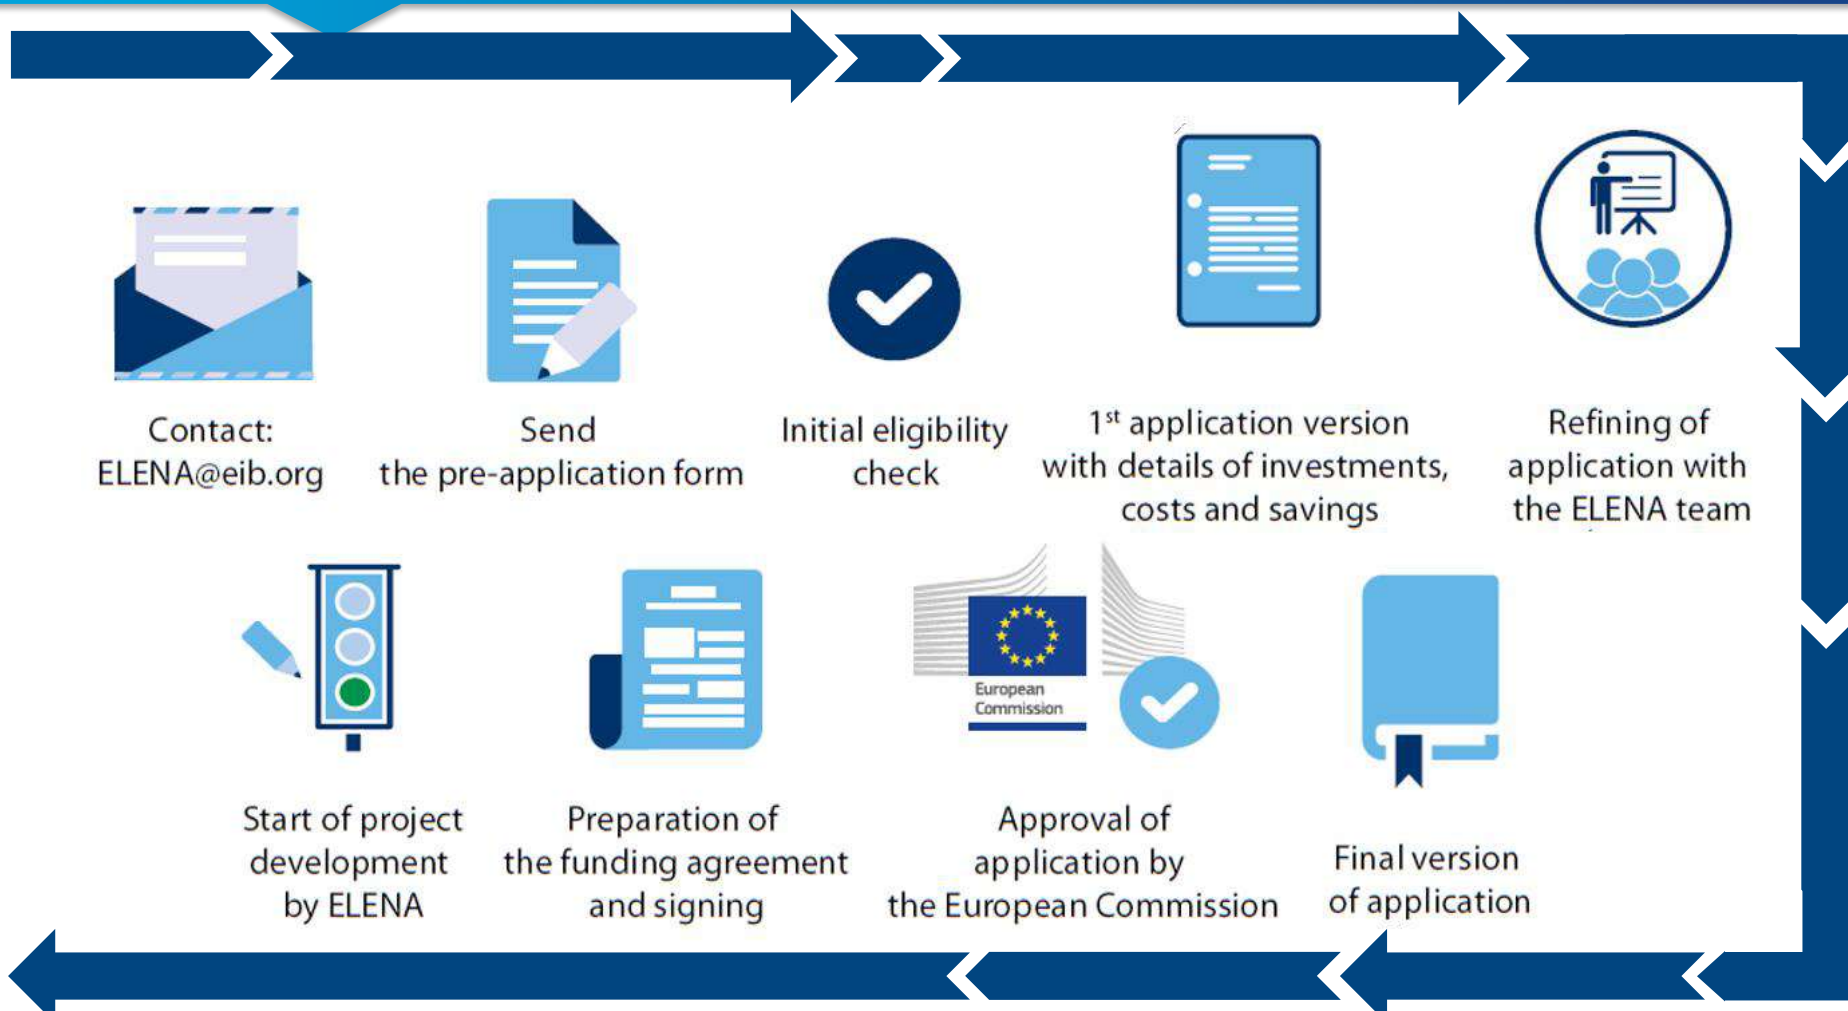 Contact:
ELENA@eib.org
Send
the pre-application form
Initial eligibility
check
1st application version
with details of investments,
costs and savings
Refining of
application with
the ELENA team
Start of project
development
by ELENA
Preparation of
the funding agreement
and signing
European
Commission
Approval of
application by
the European Commission
Final version
of application